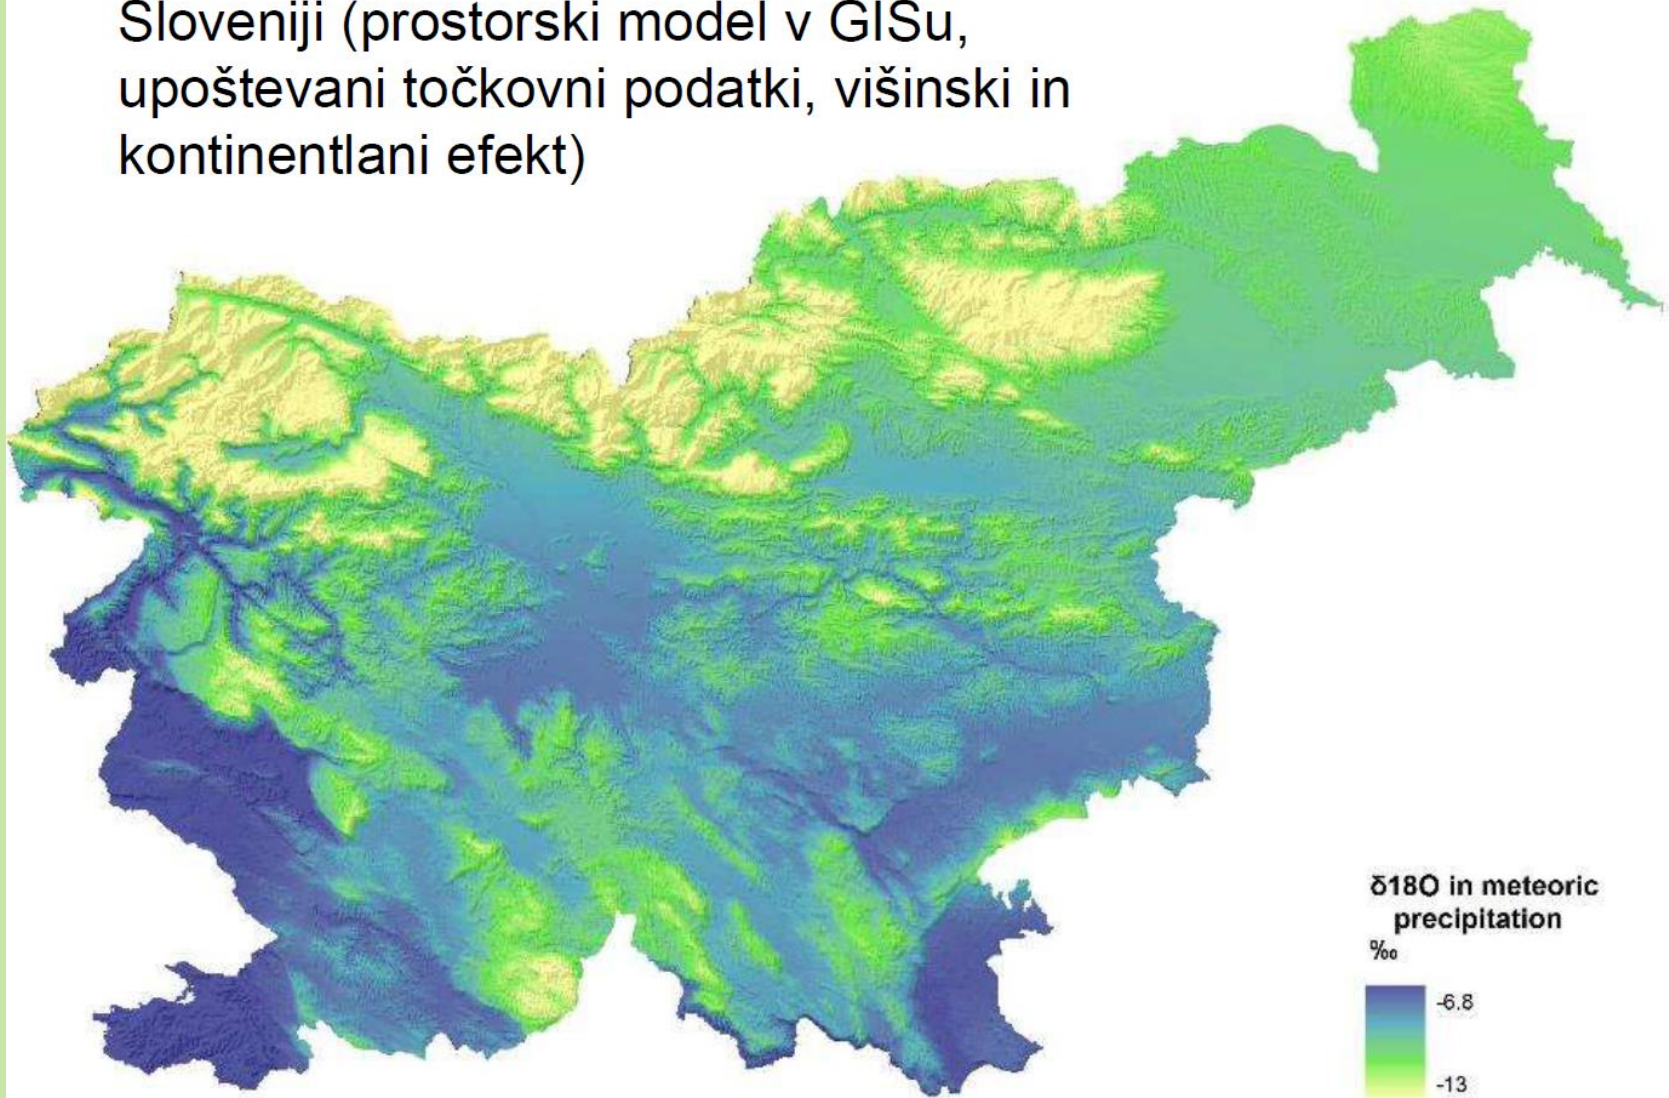 Sloveniji (prostorski model v GISu,
upoštevani točkovni podatki, višinski in
kontinentlani efekt)
δ18O in meteoric
precipitation
‰
-6.8
-13